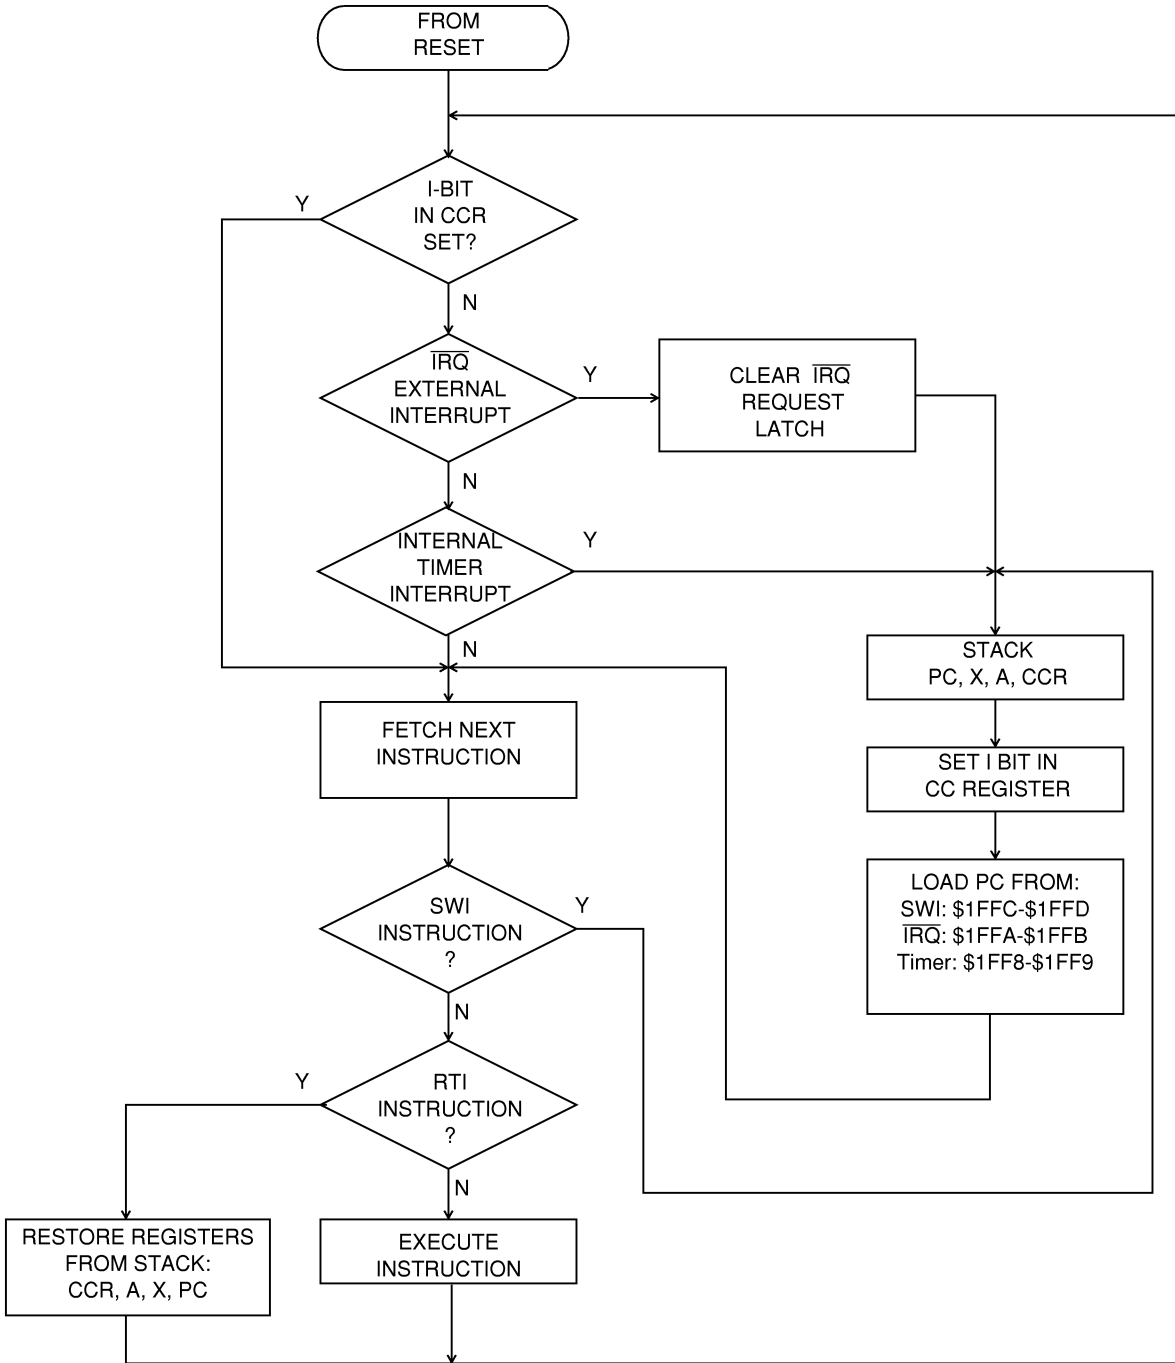 FROM
RESET
I-BIT
IN CCR
SET?
Y
N
IRQ
EXTERNAL
INTERRUPT
Y
N
CLEAR IRQ
REQUEST
LATCH
INTERNAL
TIMER
INTERRUPT
Y
N
STACK
PC, X, A, CCR
SET I BIT IN
CC REGISTER
LOAD PC FROM:
SWI: $1FFC-$1FFD
IRQ: $1FFA-$1FFB
Timer: $1FF8-$1FF9
FETCH NEXT
INSTRUCTION
SWI
INSTRUCTION
?
Y
N
RTI
INSTRUCTION
?
Y
N
RESTORE REGISTERS
FROM STACK:
CCR, A, X, PC
EXECUTE
INSTRUCTION